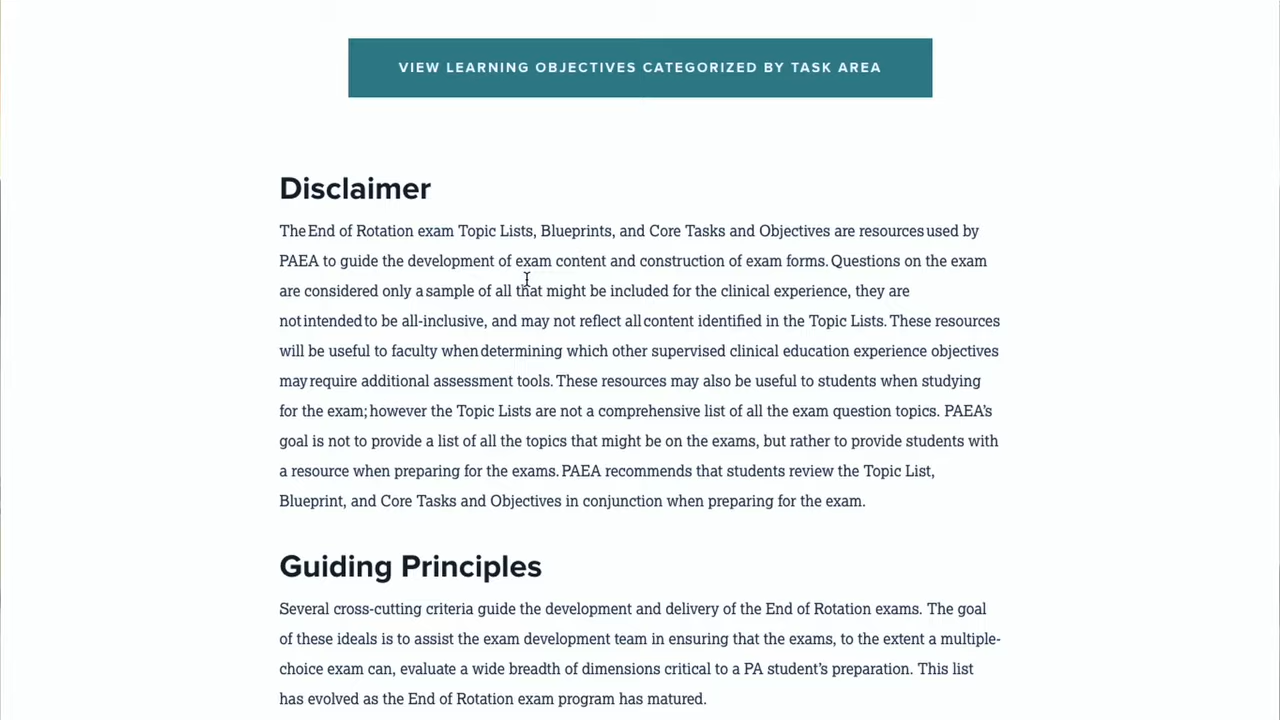 VIEW LEARNING OBJECTIVES CATEGORIZED BY TASK AREA
Disclaimer
The End of Rotation exam Topic Lists, Blueprints, and Core Tasks and Objectives are resources used by
PAEA to guide the development of exam content and construction of exam forms. Questions on the exam
are considered only a sample of all that might be included for the clinical experience, they are
not intended to be all-inclusive, and may not reflect all content identified in the Topic Lists. These resources
will be useful to faculty when determining which other supervised clinical education experience objectives
may require additional assessment tools. These resources may also be useful to students when studying
for the exam; however the Topic Lists are not a comprehensive list of all the exam question topics. PAEA's
goal is not to provide a list of all the topics that might be on the exams, but rather to provide students with
a resource when preparing for the exams. PAEA recommends that students review the Topic List,
Blueprint, and Core Tasks and Objectives in conjunction when preparing for the exam.
Guiding Principles
Several cross-cutting criteria guide the development and delivery of the End of Rotation exams. The goal
of these ideals is to assist the exam development team in ensuring that the exams, to the extent a multiple-
choice exam can, evaluate a wide breadth of dimensions critical to a PA student's preparation. This list
has evolved as the End of Rotation exam program has matured.